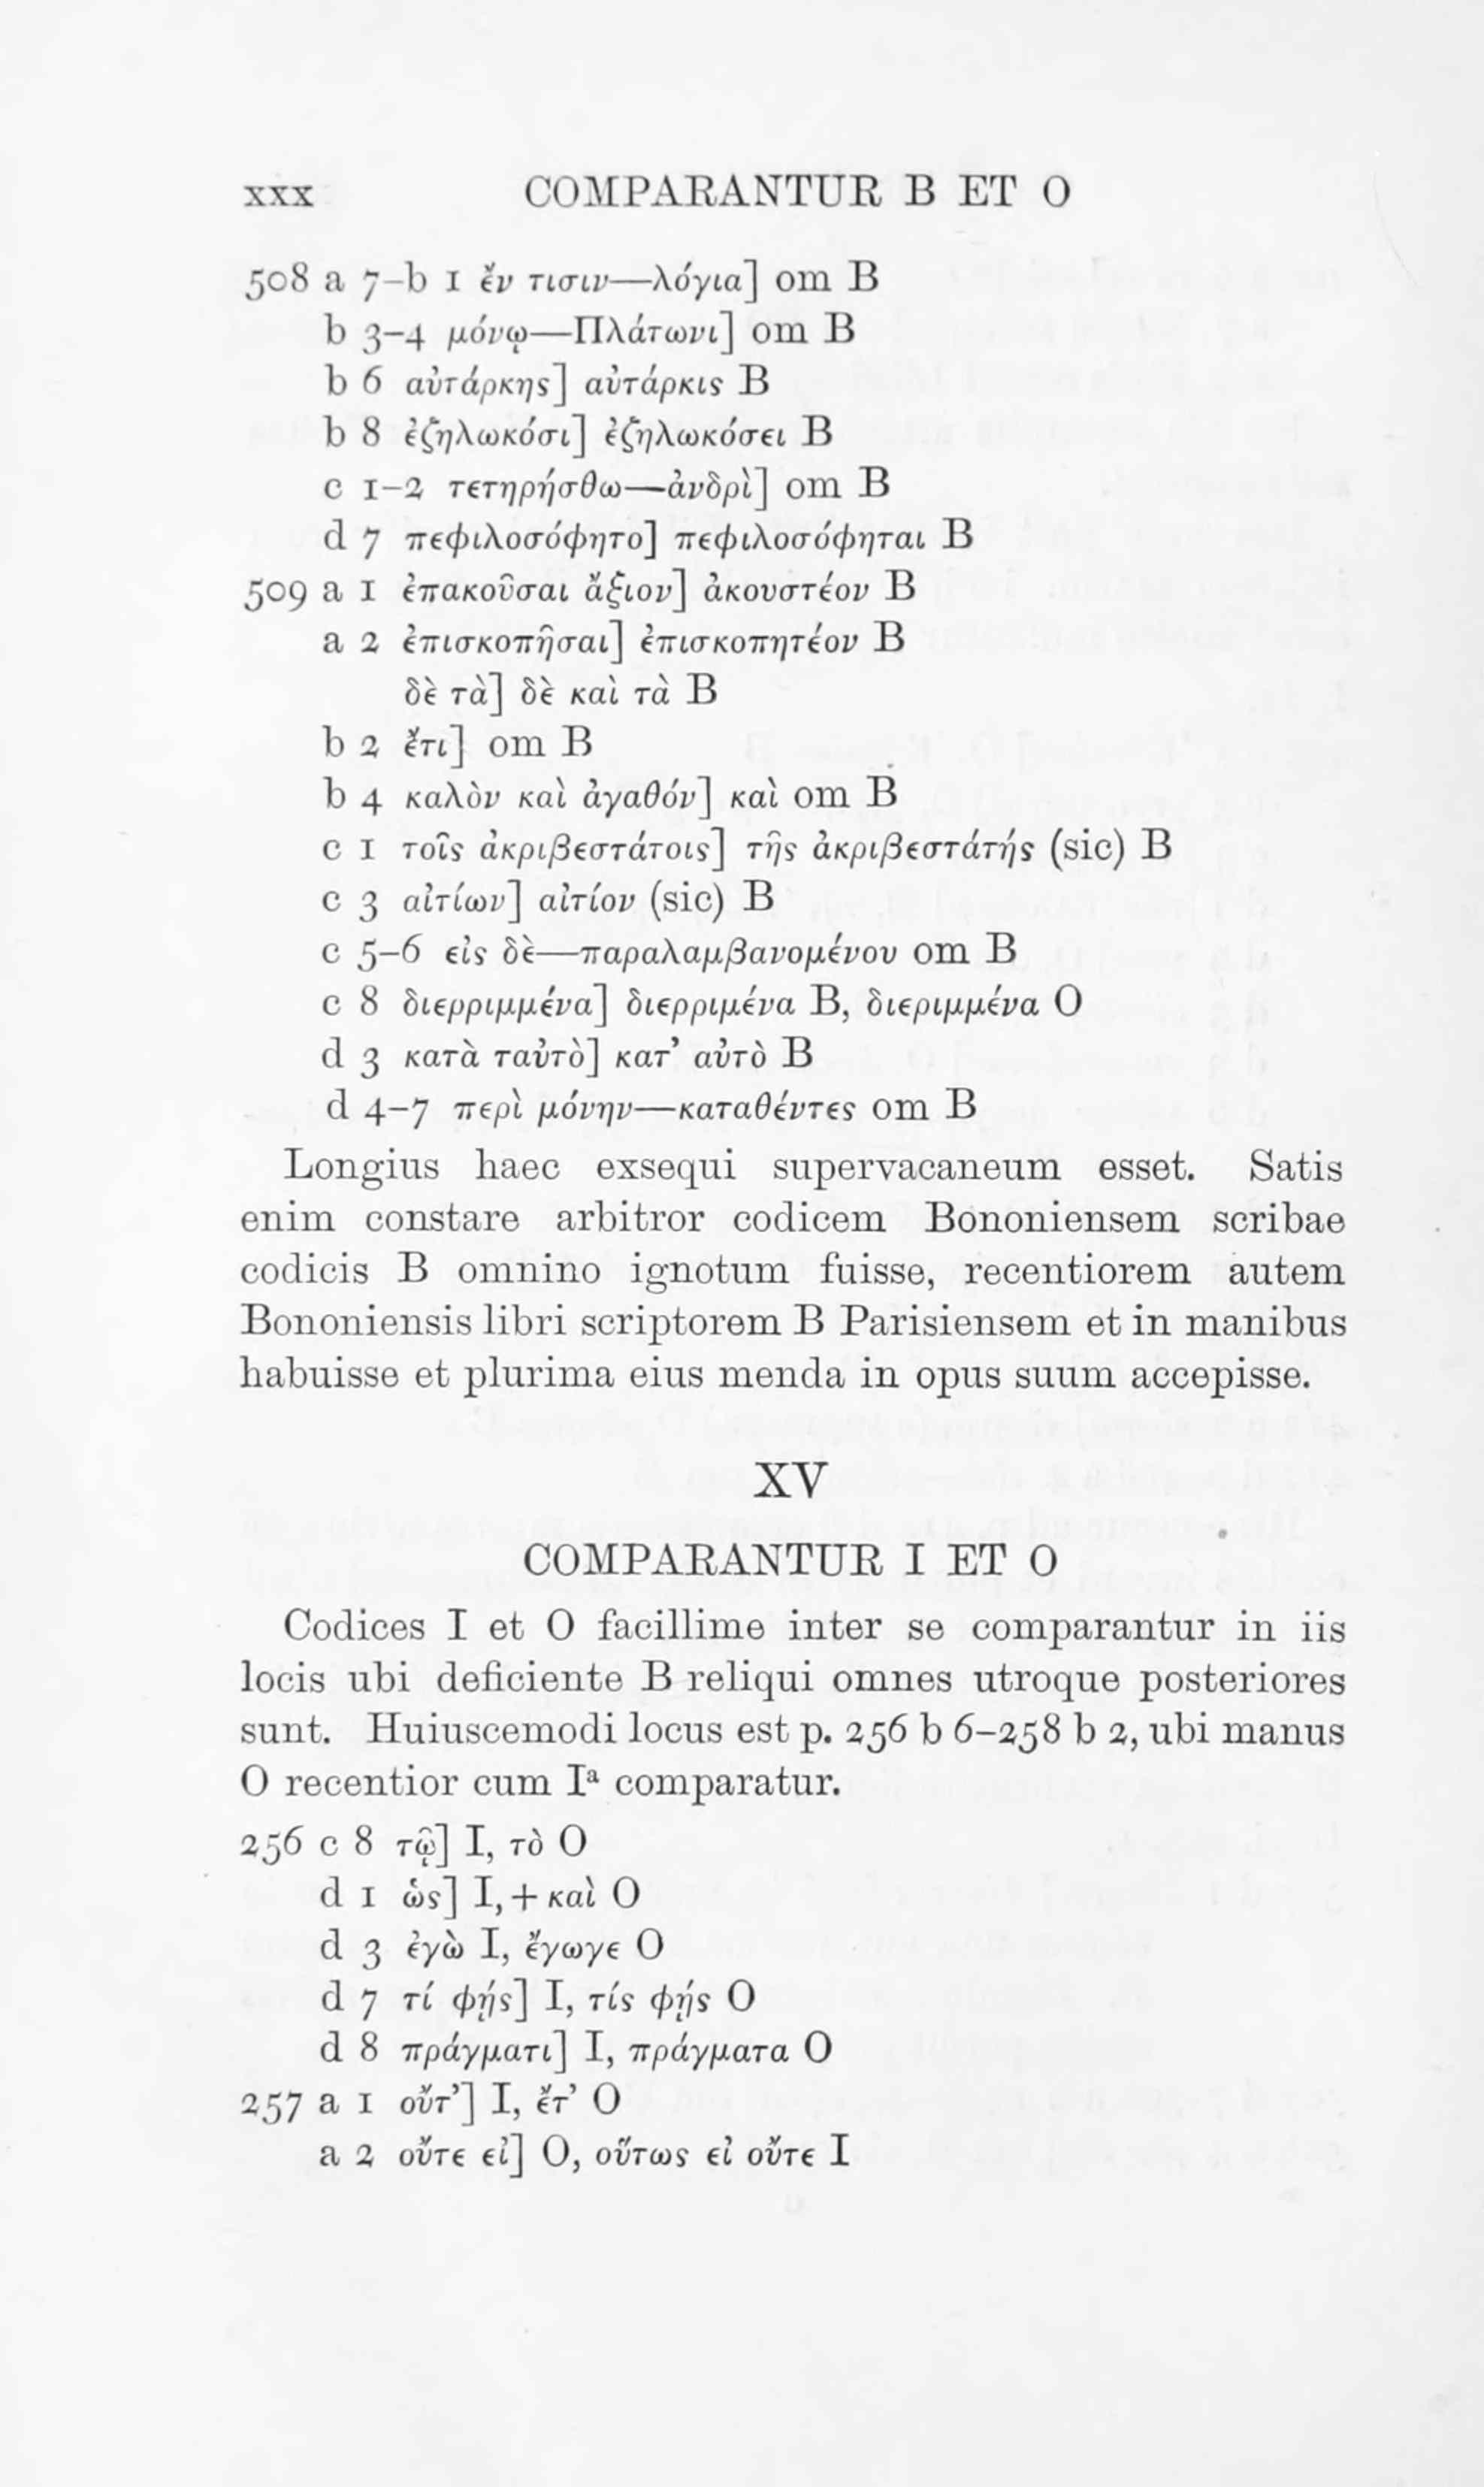 xxx COMPARANTUR B ET O
508 a 7–b 1 ἔν τισιν—λόγια] om B
b 3–4 μόνῳ—Πλάτωνι] om B
b 6 αὐτάρκης] αὐτάρκις B
b 8 ἐζηλωκόσι] ἐζηλωκόσει B
c 1–2 τετηρήσθω—ἀνδρὶ] om B
d 7 πεφιλοσόφητο] πεφιλοσόφηται B
509 a 1 ἐπακοῦσαι ἄξιον] ἀκουστέον B
a 2 ἐπισκοπῆσαι] ἐπισκοπητέον B
δὲ τὰ] δὲ καὶ τὰ B
b 2 ἔτι] om B
b 4 καλὸν καὶ ἀγαθόν] καὶ om B
c 1 τοῖς ἀκριβεστάτοις] τῆς ἀκριβεστάτής (sic) B
c 3 αἰτίων] αἰτίον (sic) B
c 5–6 εἰς δὲ—παραλαμβανομένου om B
c 8 διερριμμένα] διερριμένα B, διεριμμένα O
d 3 κατὰ ταὐτὸ] κατ’ αὐτὸ B
d 4–7 περὶ μόνην—καταθέντες om B
Longius haec exsequi supervacaneum esset. Satis
enim constare arbitror codicem Bononiensem scribae
codicis B omnino ignotum fuisse, recentiorem autem
Bononiensis libri scriptorem B Parisiensem et in manibus
habuisse et plurima eius menda in opus suum accepisse.
XV
COMPARANTUR I ET O
Codices I et O facillime inter se comparantur in iis
locis ubi deficiente B reliqui omnes utroque posteriores
sunt. Huiuscemodi locus est p. 256 b 6–258 b 2, ubi manus
O recentior cum Iᵃ comparatur.
256 c 8 τῷ] I, τὸ O
d 1 ὡς] I, + καὶ O
d 3 ἐγὼ I, ἔγωγε O
d 7 τί φῄς] I, τίς φῄς O
d 8 πράγματι] I, πράγματα O
257 a 1 οὔτ’] I, ἔτ’ O
a 2 οὔτε εἰ] O, οὕτως εἰ οὔτε I